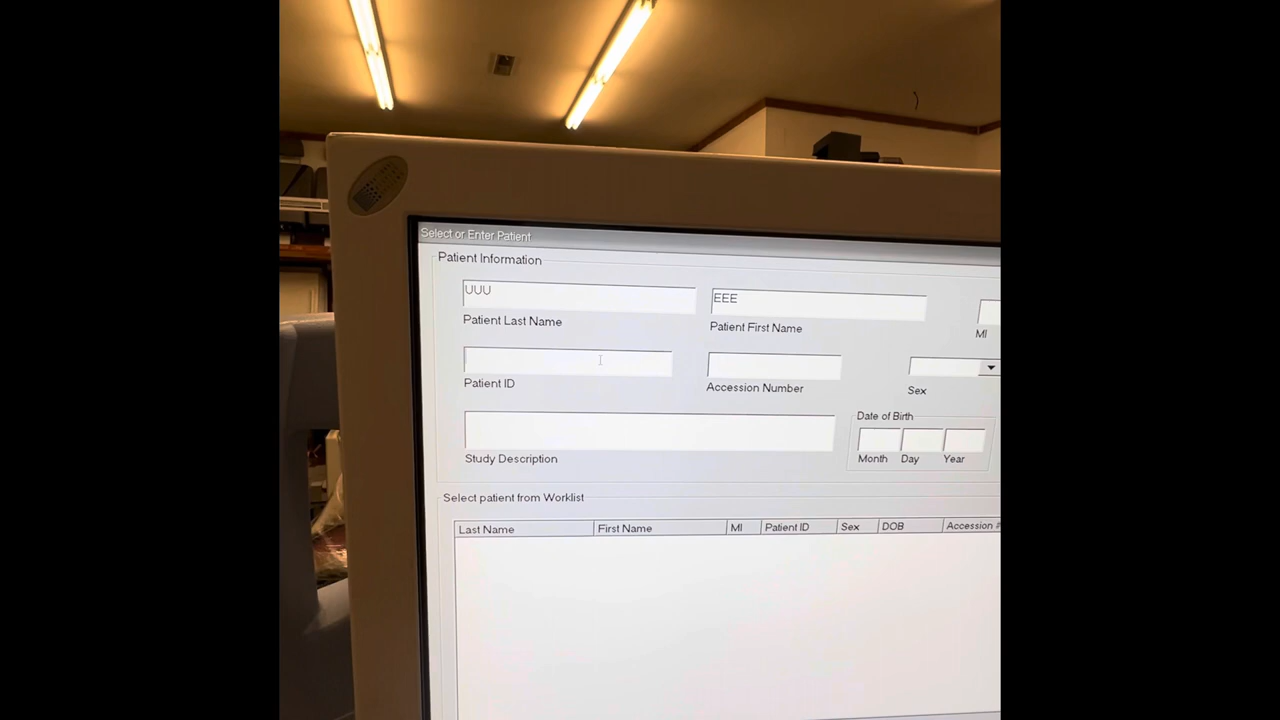 Select or Enter Patient
Patient Information
UUU EEE
Patient Last Name Patient First Name MI
Patient ID Accession Number Sex
Date of Birth
Study Description Month Day Year
Select patient from Worklist
Last Name First Name MI Patient ID Sex DOB Accession #